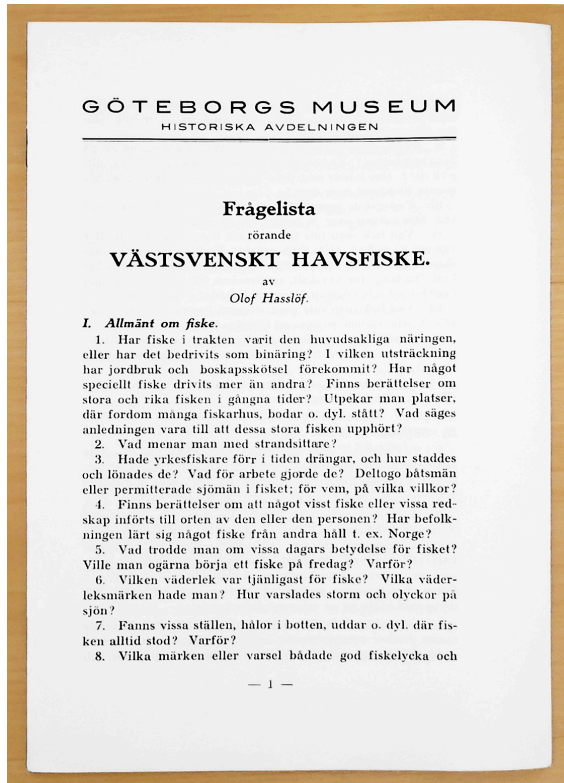 GÖTEBORGS MUSEUM
HISTORISKA AVDELNINGEN
Frågelista
rörande
VÄSTSVENSKT HAVSFISKE.
av
Olof Hasslöf.
I. Allmänt om fiske.
1. Har fiske i trakten varit den huvudsakliga näringen,
eller har det bedrivits som binäring? I vilken utsträckning
har jordbruk och boskapsskötsel förekommit? Har något
speciellt fiske drivits mer än andra? Finns berättelser om
stora och rika fisken i gångna tider? Utpekar man platser,
där fordom många fiskarhus, bodar o. dyl. stått? Vad säges
anledningen vara till att dessa stora fisken upphört?
2. Vad menar man med strandsittare?
3. Hade yrkesfiskare förr i tiden drängar, och hur staddes
och lönades de? Vad för arbete gjorde de? Deltogo båtsmän
eller permitterade sjömän i fisket; för vem, på vilka villkor?
4. Finns berättelser om att något visst fiske eller vissa red-
skap införts till orten av den eller den personen? Har befolk-
ningen lärt sig något fiske från andra håll t. ex. Norge?
5. Vad trodde man om vissa dagars betydelse för fisket?
Ville man ogärna börja ett fiske på fredag? Varför?
6. Vilken väderlek var tjänligast för fiske? Vilka väder-
leksmärken hade man? Hur varslades storm och olyckor på
sjön?
7. Fanns vissa ställen, hålor i botten, uddar o. dyl. där fis-
ken alltid stod? Varför?
8. Vilka märken eller varsel bådade god fiskelycka och
— 1 —